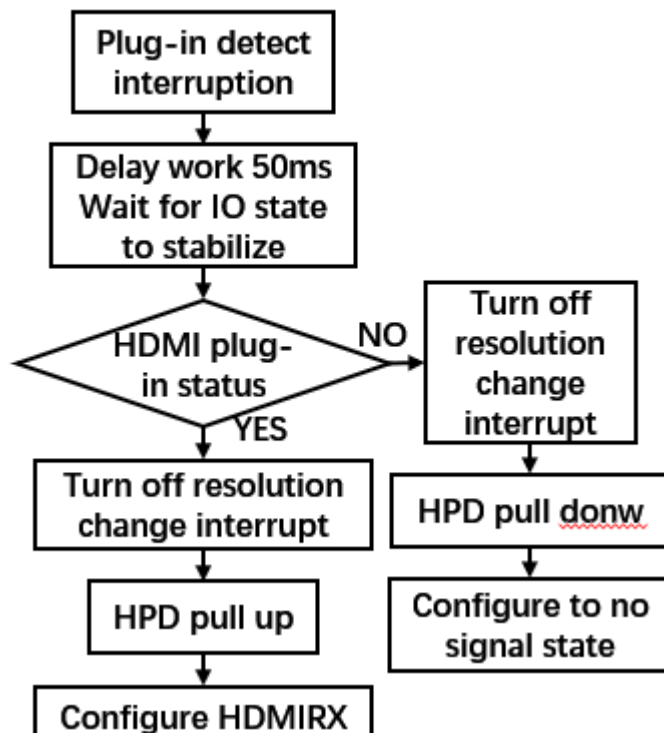 Plug-in detect
interruption
Delay work 50ms
Wait for IO state
to stabilize
HDMI plug-
in status
NO
YES
Turn off
resolution
change
interrupt
HPD pull donw
Configure to no
signal state
Turn off resolution
change interrupt
HPD pull up
Configure HDMIRX